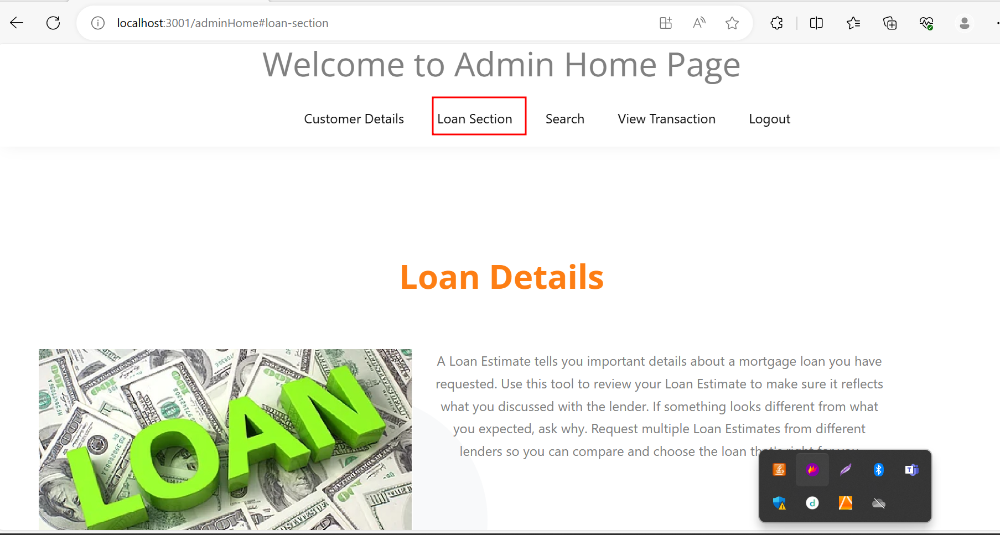 localhost:3001/adminHome#loan-section
Welcome to Admin Home Page
Customer Details Loan Section Search View Transaction Logout
Loan Details
A Loan Estimate tells you important details about a mortgage loan you have
requested. Use this tool to review your Loan Estimate to make sure it reflects
what you discussed with the lender. If something looks different from what
you expected, ask why. Request multiple Loan Estimates from different
lenders so you can compare and choose the loan that's right for you
LOAN